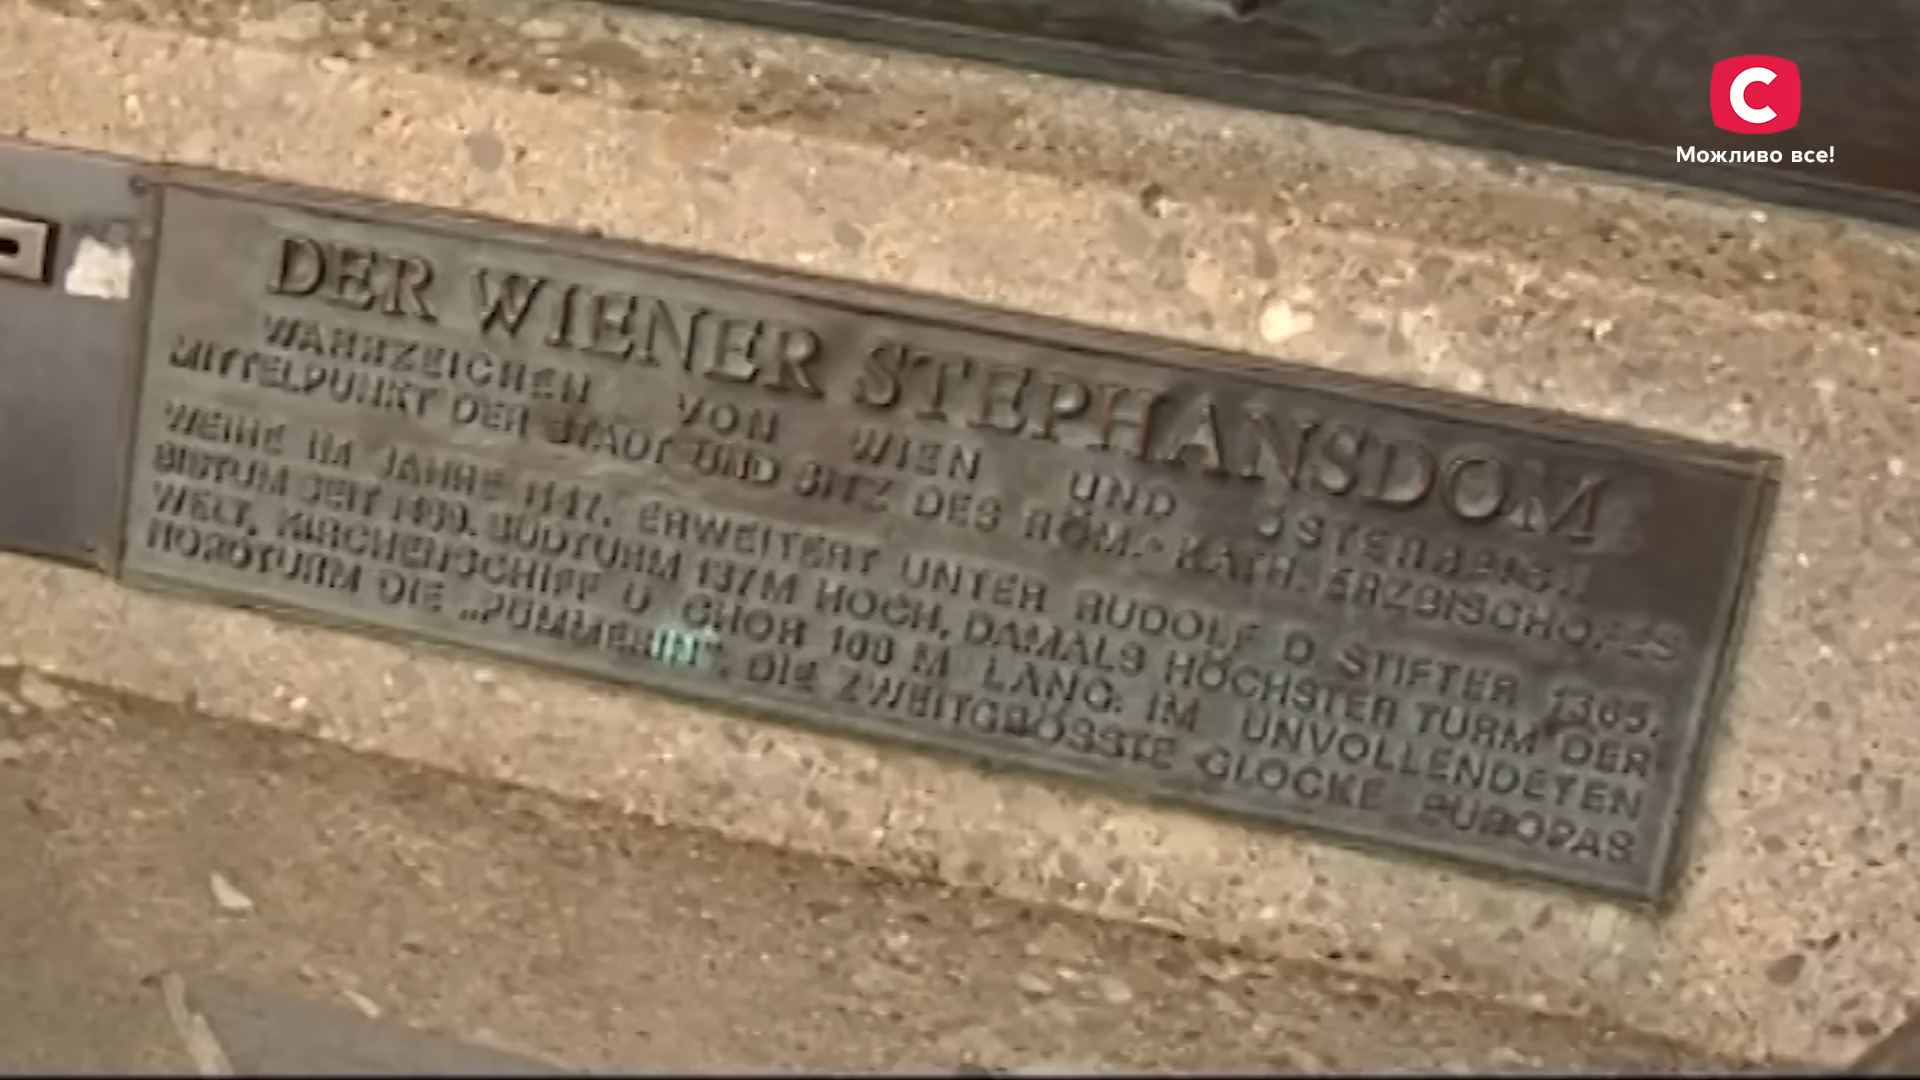 DER WIENER STEPHANSDOM
WAHRZEICHEN VON WIEN UND ÖSTERREICH
MITTELPUNKT DER STADT UND SITZ DES RÖM.-KATH. ERZBISCHOFES
WEIHE IM JAHRE 1147. ERWEITERT UNTER RUDOLF D. STIFTER 1365.
BISTUM SEIT 1469. SÜDTURM 137M HOCH, DAMALS HÖCHSTER TURM DER
WELT. KIRCHENSCHIFF U. CHOR 108 M LANG. IM UNVOLLENDETEN
NORDTURM DIE „PUMMERIN“. DIE ZWEITGRÖSSTE GLOCKE EUROPAS
C
Можливо все!